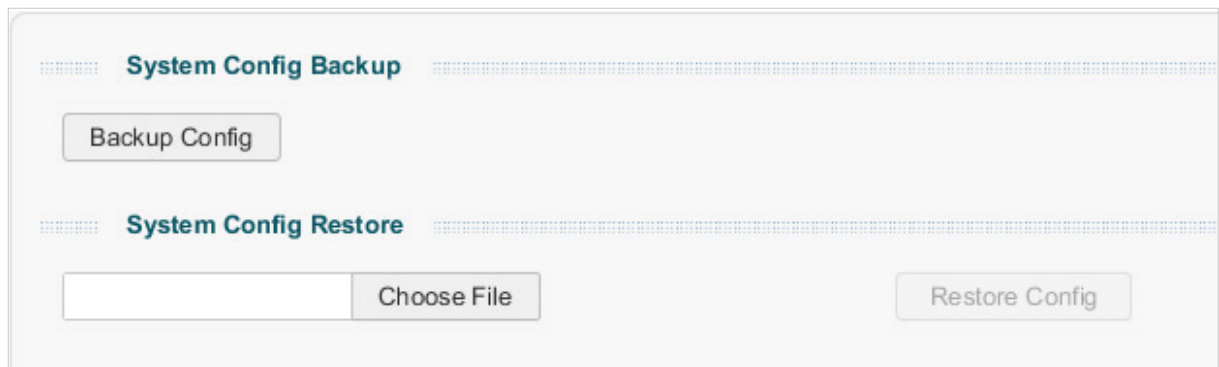 System Config Backup
Backup Config
System Config Restore
Choose File Restore Config